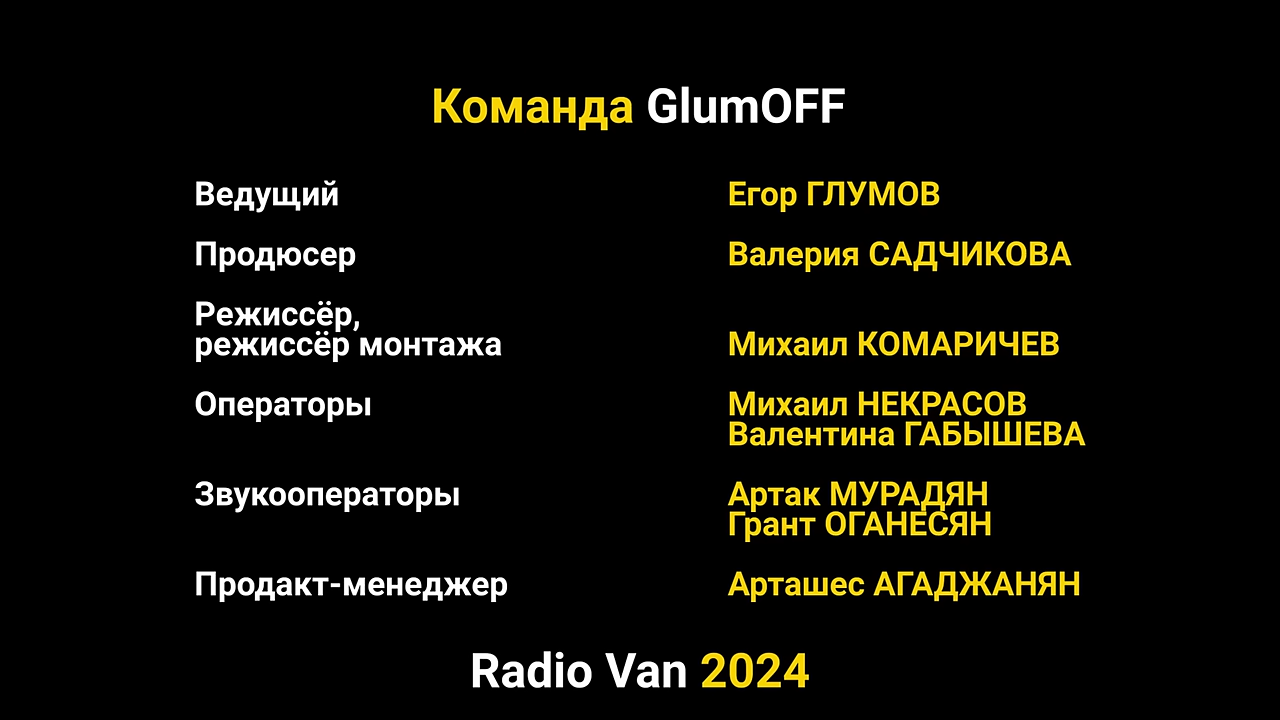 Команда GlumOFF
Ведущий Егор ГЛУМОВ
Продюсер Валерия САДЧИКОВА
Режиссёр,
режиссёр монтажа Михаил КОМАРИЧЕВ
Операторы Михаил НЕКРАСОВ
Валентина ГАБЫШЕВА
Звукооператоры Артак МУРАДЯН
Грант ОГАНЕСЯН
Продакт-менеджер Арташес АГАДЖАНЯН
Radio Van 2024